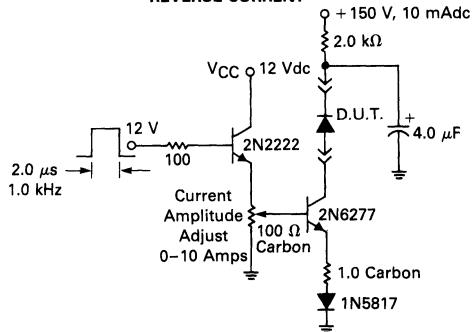 REVERSE CURRENT
+150 V, 10 mAdc
2.0 kΩ
VCC 12 Vdc
D.U.T.
+
4.0 μF
12 V
2N2222
100
2.0 μs
1.0 kHz
Current
Amplitude
Adjust
0–10 Amps
100 Ω
Carbon
2N6277
1.0 Carbon
1N5817